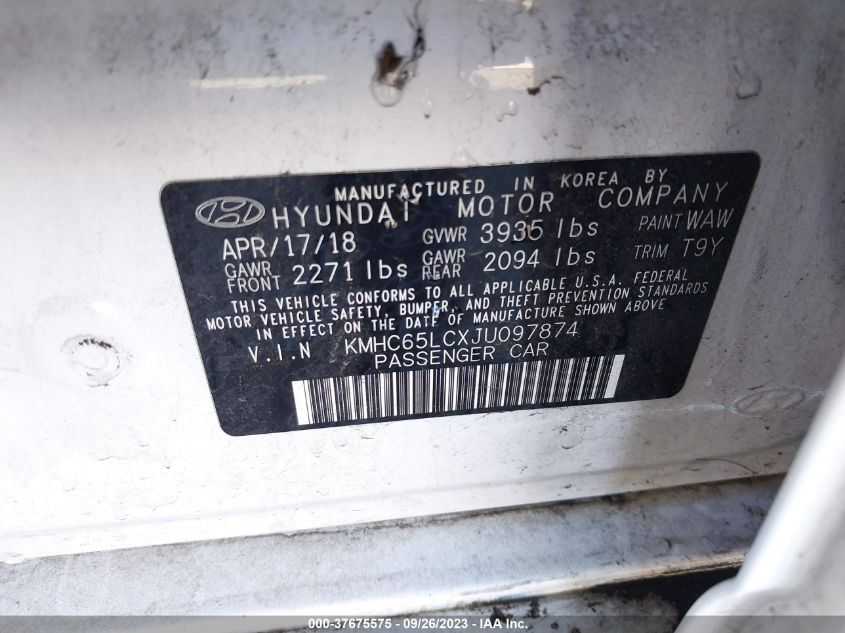 MANUFACTURED IN KOREA BY
HYUNDAI MOTOR COMPANY
APR/17/18 GVWR 3935 lbs PAINT WAW
GAWR FRONT 2271 lbs GAWR REAR 2094 lbs TRIM T9Y
THIS VEHICLE CONFORMS TO ALL APPLICABLE U.S.A. FEDERAL
MOTOR VEHICLE SAFETY, BUMPER, AND THEFT PREVENTION STANDARDS
IN EFFECT ON THE DATE OF MANUFACTURE SHOWN ABOVE
V.I.N KMHC65LCXJU097874
PASSENGER CAR
000-37675575 - 09/26/2023 - IAA Inc.